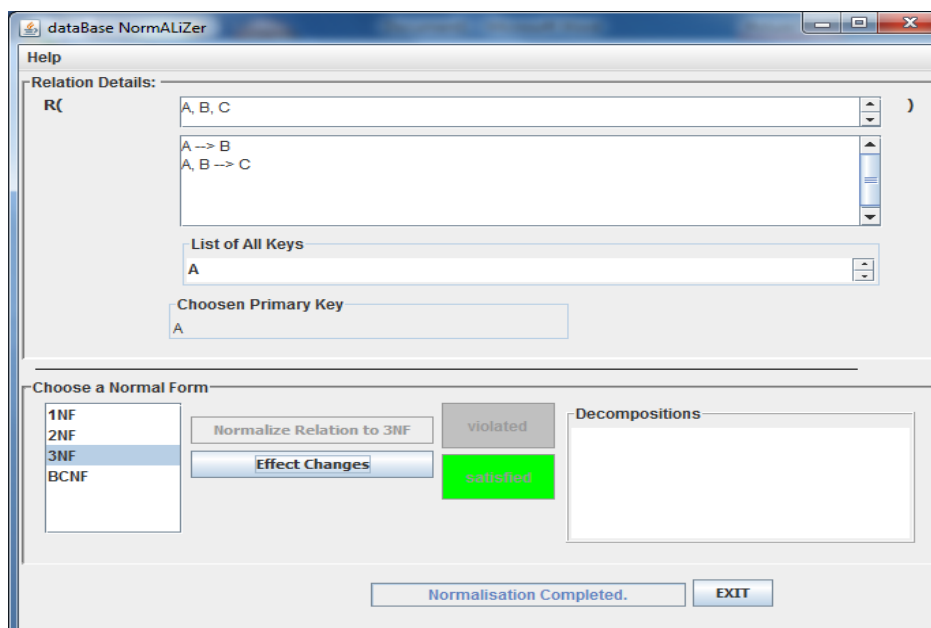 dataBase NormALiZer
Help
Relation Details:
R( A, B, C )
A --> B
A, B --> C
List of All Keys
A
Choosen Primary Key
A
Choose a Normal Form
1NF
2NF
3NF
BCNF
Normalize Relation to 3NF
Effect Changes
violated
satisfied
Decompositions
Normalisation Completed.
EXIT